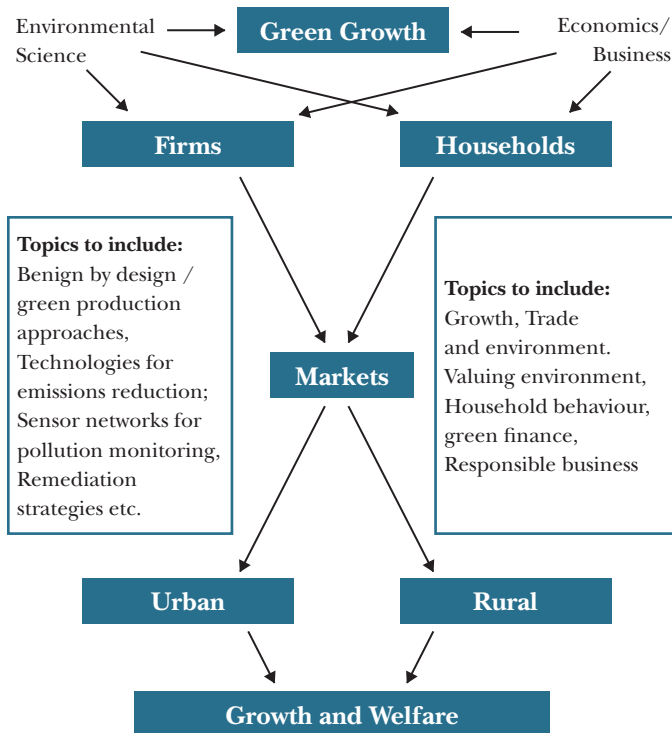 Environmental
Science
Green Growth
Economics/
Business
Firms
Households
Topics to include:
Benign by design /
green production
approaches,
Technologies for
emissions reduction;
Sensor networks for
pollution monitoring,
Remediation
strategies etc.
Topics to include:
Growth, Trade
and environment.
Valuing environment,
Household behaviour,
green finance,
Responsible business
Markets
Urban
Rural
Growth and Welfare